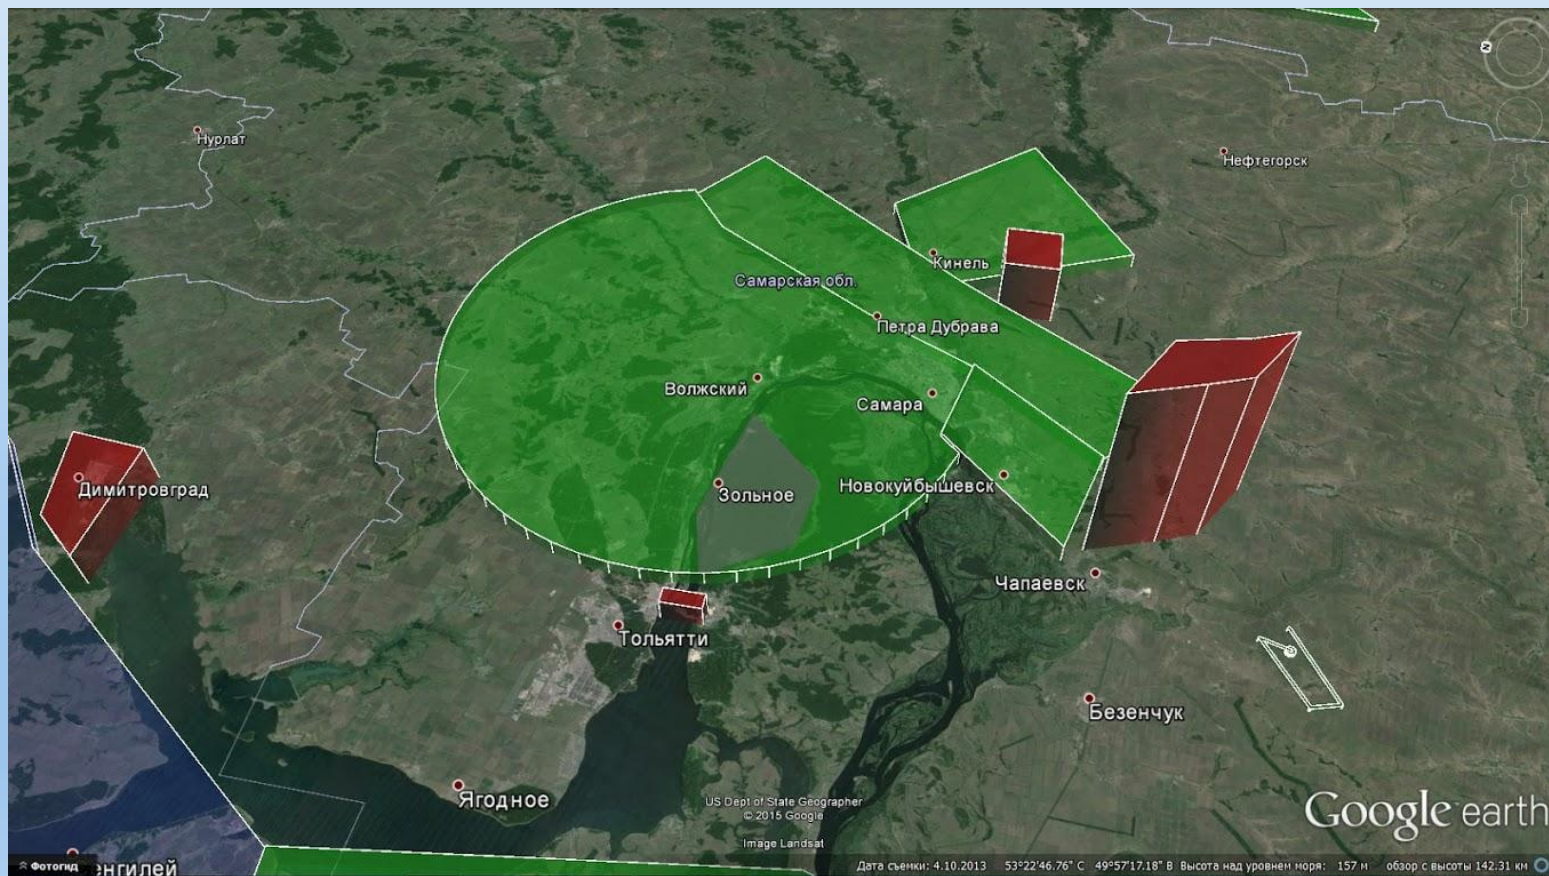 Нурлат
Нефтегорск
Кинель
Самарская обл.
Петра Дубрава
Волжский
Самара
Димитровград
Зольное
Новокуйбышевск
Чапаевск
Тольятти
Безенчук
Ягодное
US Dept of State Geographer
© 2015 Google
Image Landsat
Google earth
Фотогид
енгилей
Дата съемки: 4.10.2013 53°22'46.76" С 49°57'17.18" В Высота над уровнем моря: 157 м обзор с высоты 142.31 км